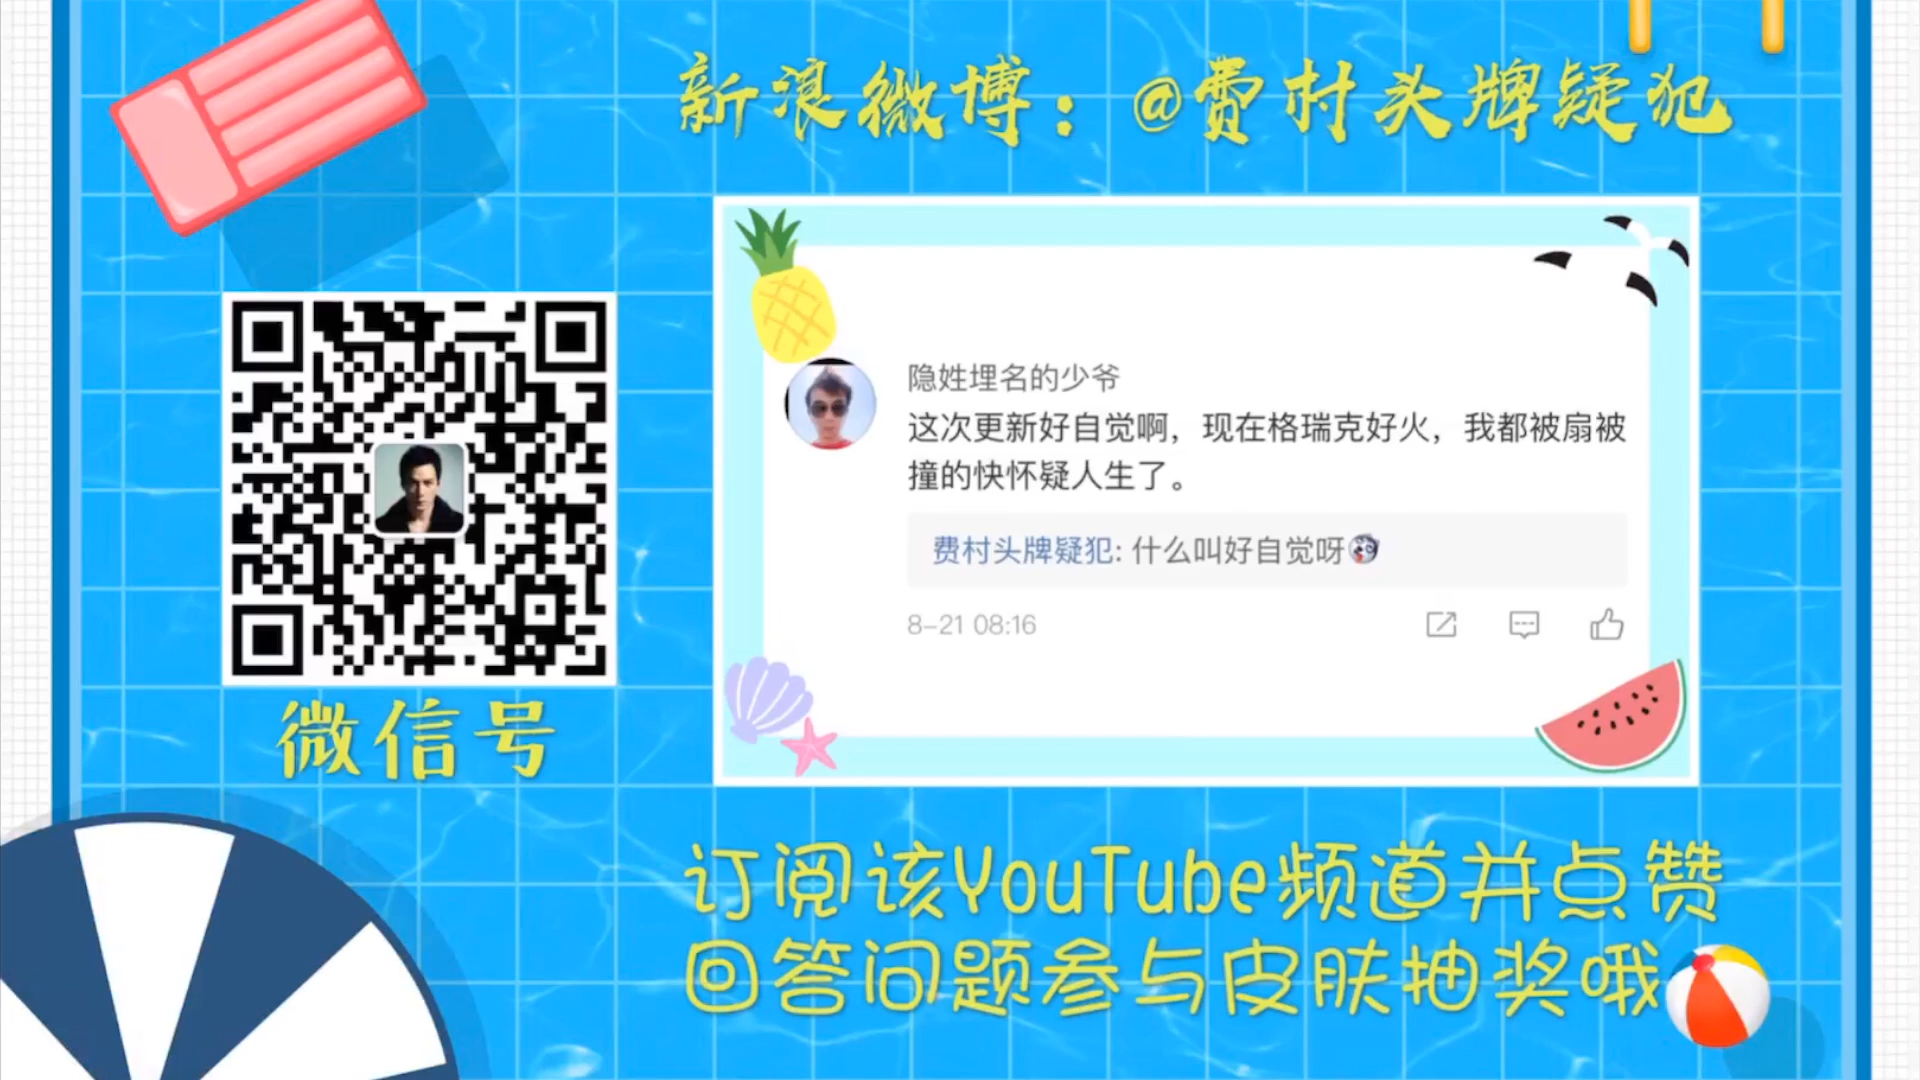 新浪微博：@费村头牌疑犯
隐姓埋名的少爷
这次更新好自觉啊，现在格瑞克好火，我都被扇被
撞的快怀疑人生了。
费村头牌疑犯: 什么叫好自觉呀
8-21 08:16
微信号
订阅该YouTube频道并点赞
回答问题参与皮肤抽奖哦